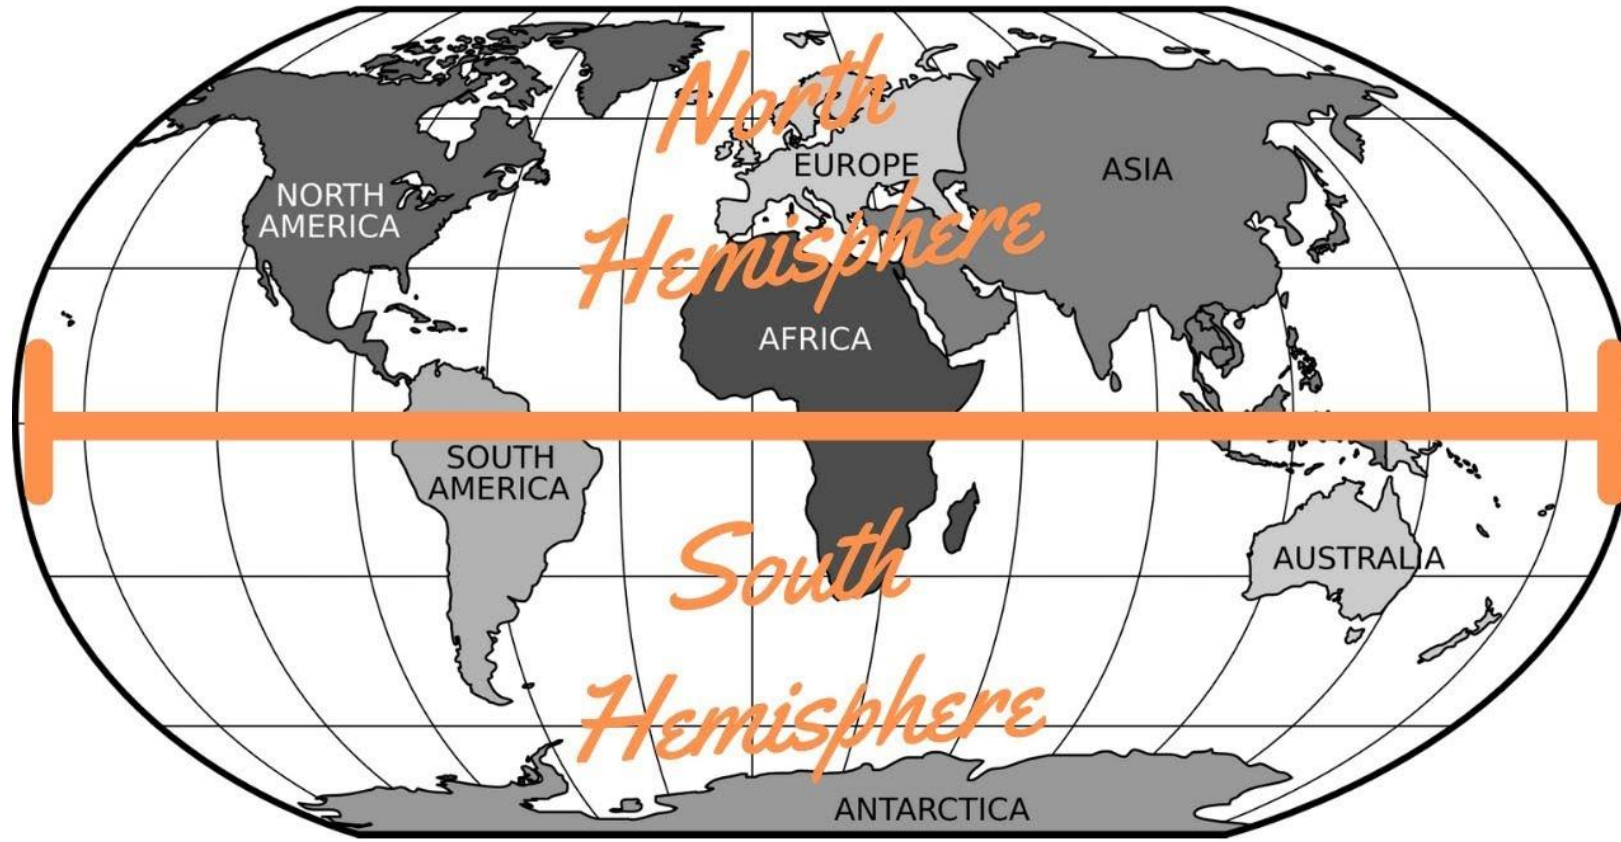 North
EUROPE
ASIA
NORTH
AMERICA
Hemisphere
AFRICA
SOUTH
AMERICA
South
AUSTRALIA
Hemisphere
ANTARCTICA